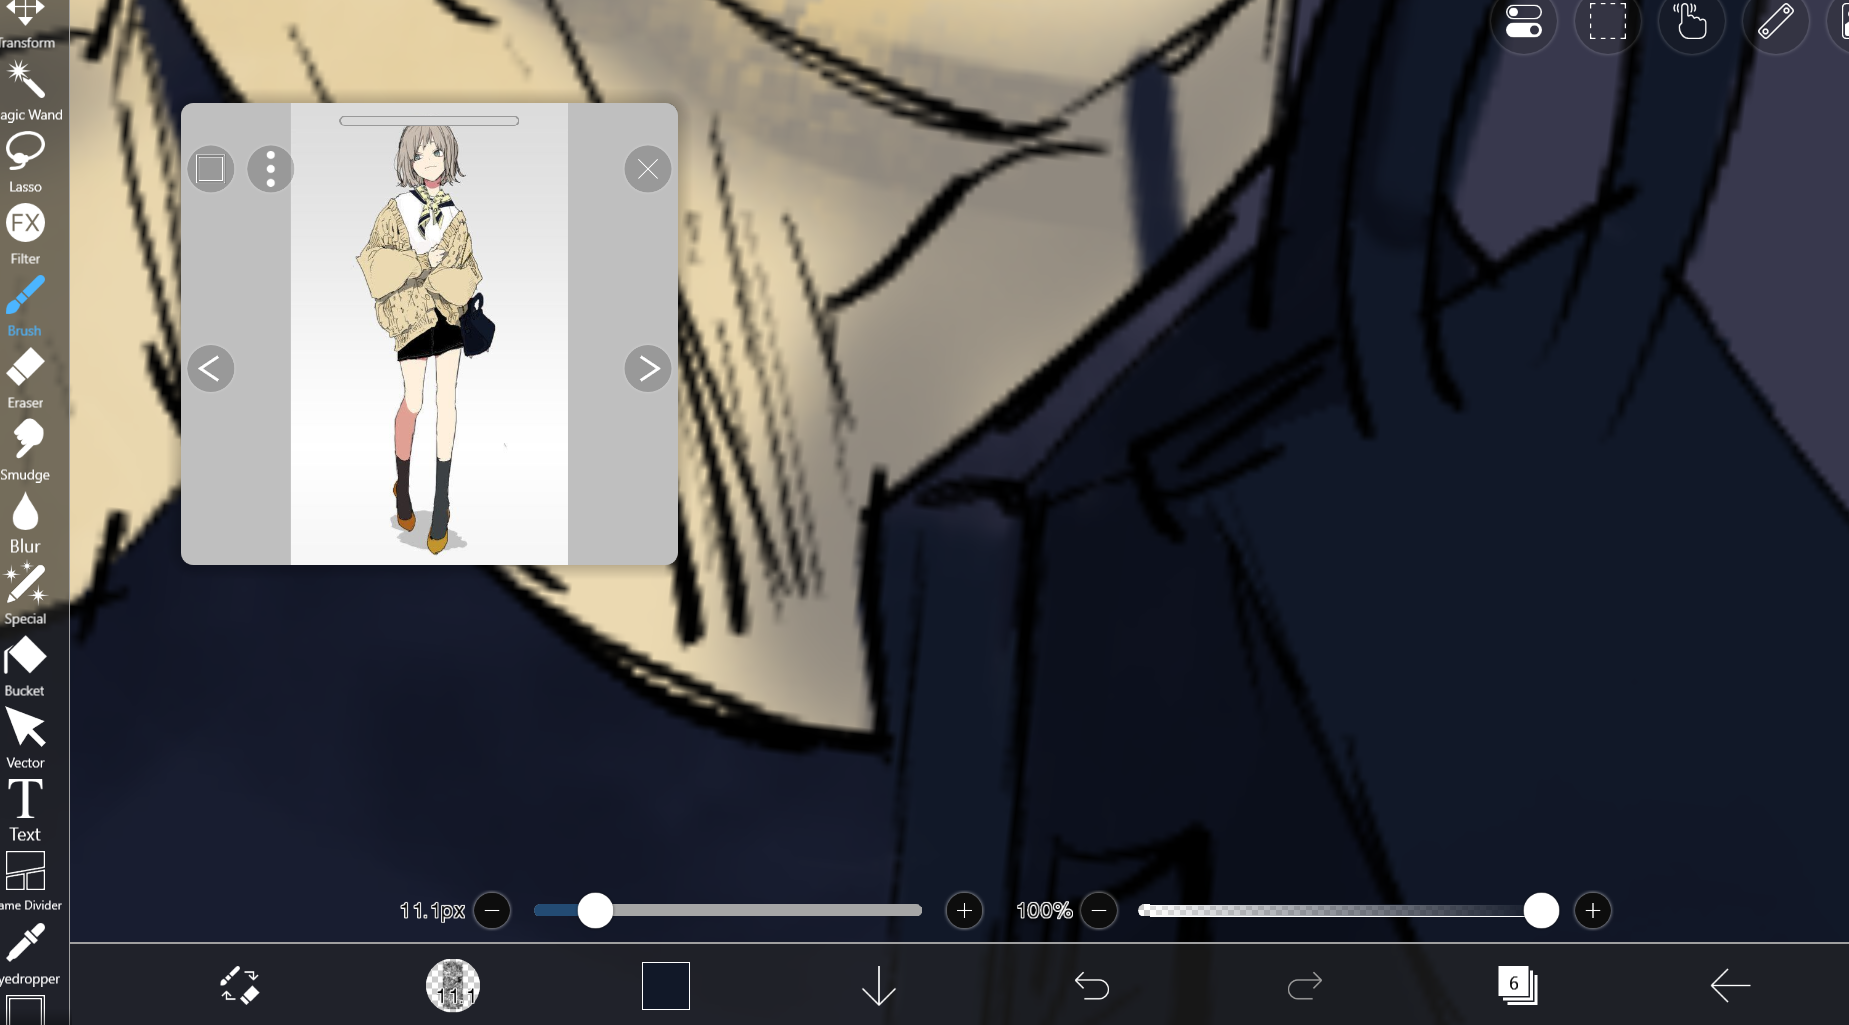 Transform
agic Wand
Lasso
FX
Filter
Brush
Eraser
Smudge
Blur
Special
Bucket
Vector
T
Text
ame Divider
yedropper
11.1px
100%
11.1
6